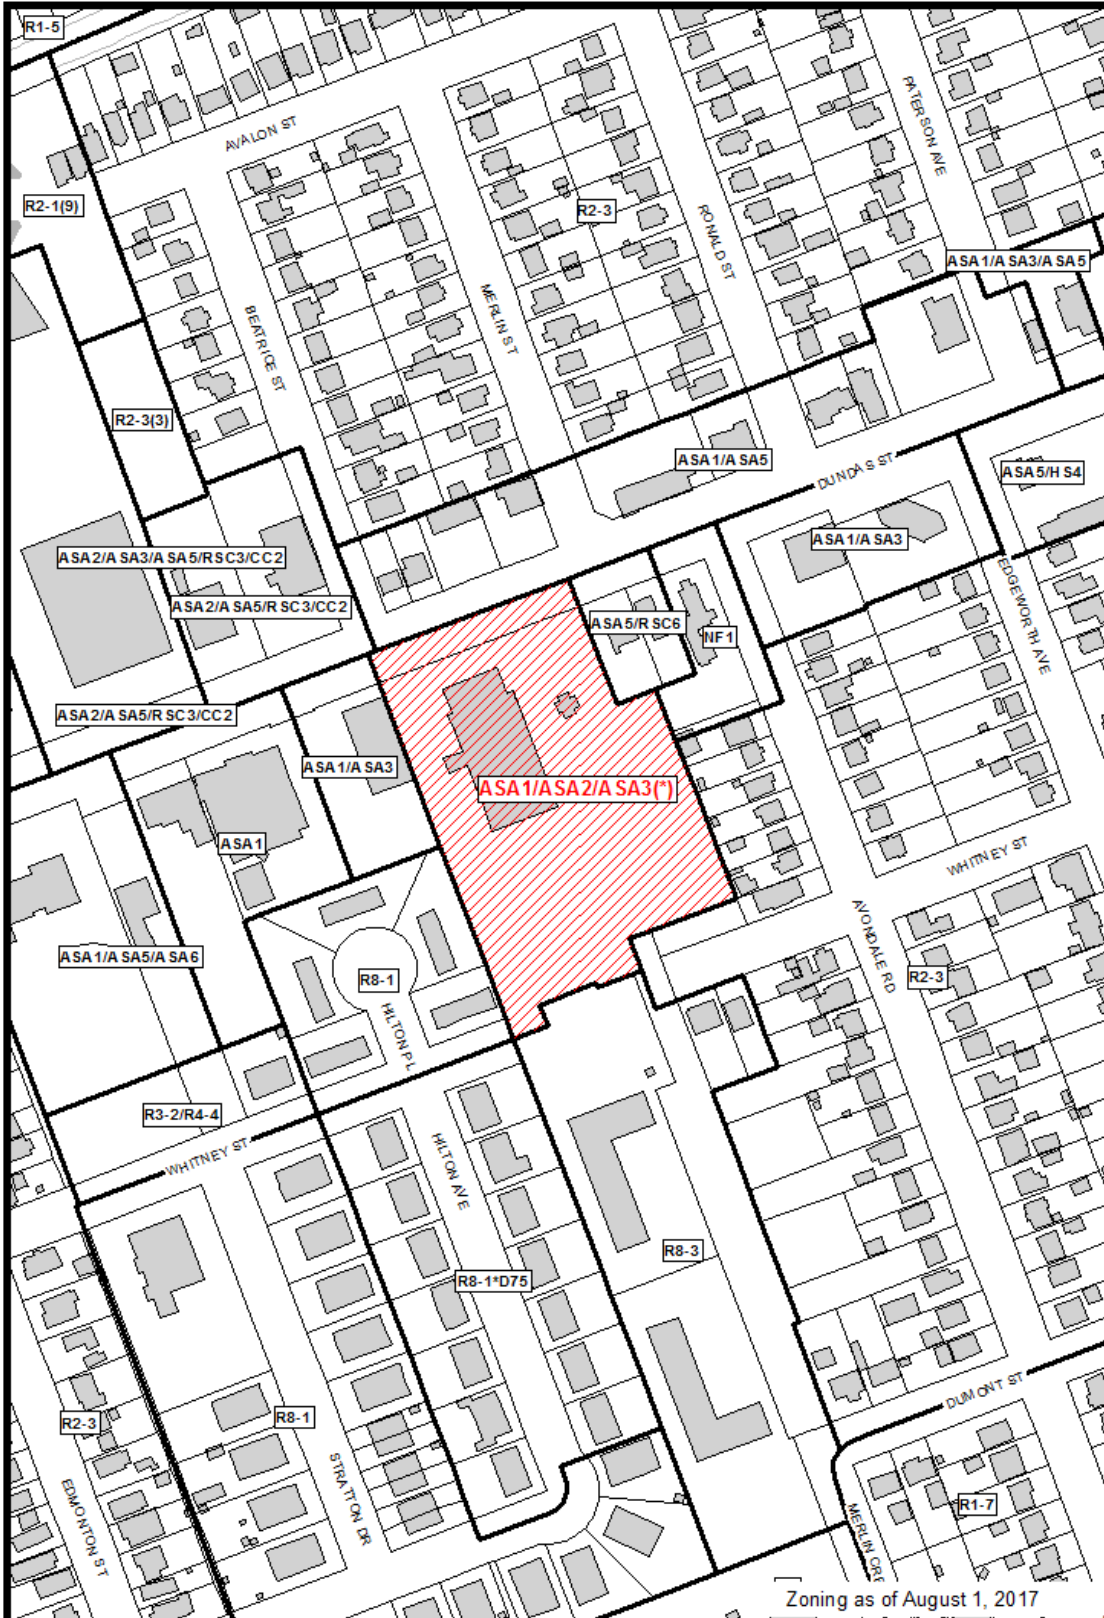 R1-5
AVALON ST
PATERSON AVE
R2-1(9)
R2-3
RONALD ST
ASA1/ASA3/ASA5
BEATRICE ST
MERLIN ST
R2-3(3)
ASA1/ASA5
DUNDAS ST
ASA5/HS4
ASA2/ASA3/ASA5/RSC3/CC2
ASA1/ASA3
EDGEWORTH AVE
ASA2/ASA5/RSC3/CC2
ASA5/RSC6
NF1
ASA2/ASA5/RSC3/CC2
ASA1/ASA3
ASA1/ASA2/ASA3(*)
ASA1
WHITNEY ST
AVONDALE RD
ASA1/ASA5/ASA6
R8-1
R2-3
HILTON PL
R3-2/R4-4
WHITNEY ST
HILTON AVE
R8-3
R8-1*D75
DUMONT ST
R2-3
R8-1
STRATTON DR
EDMONTON ST
R1-7
MERLIN CRE
Zoning as of August 1, 2017